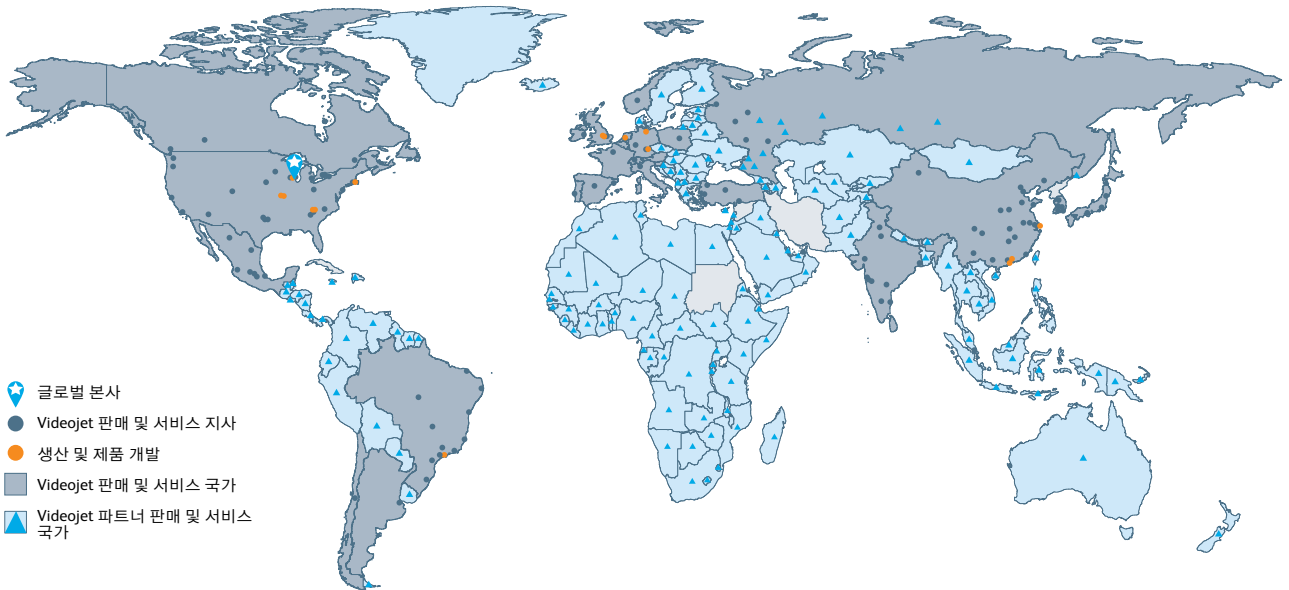 글로벌 본사
Videojet 판매 및 서비스 지사
생산 및 제품 개발
Videojet 판매 및 서비스 국가
Videojet 파트너 판매 및 서비스
국가